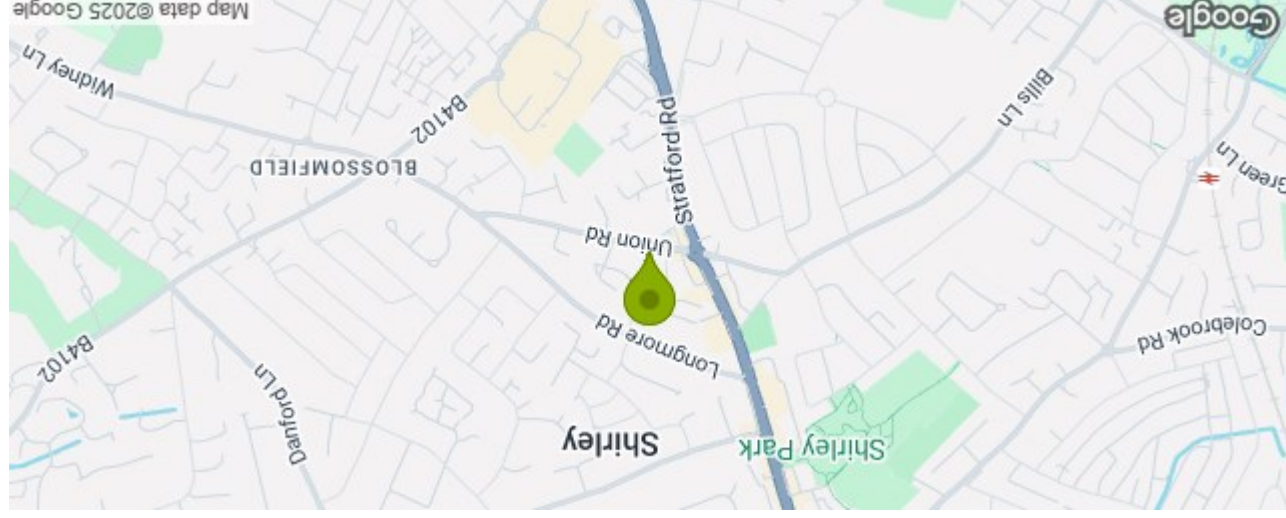 Shirley Park
Shirley
Danford Ln
B4102
Colebrook Rd
Longmore Rd
Union Rd
Stratford Rd
Green Ln
BLOSSOMFIELD
Bills Ln
B4102
Widney Ln
Google
Map data ©2025 Google